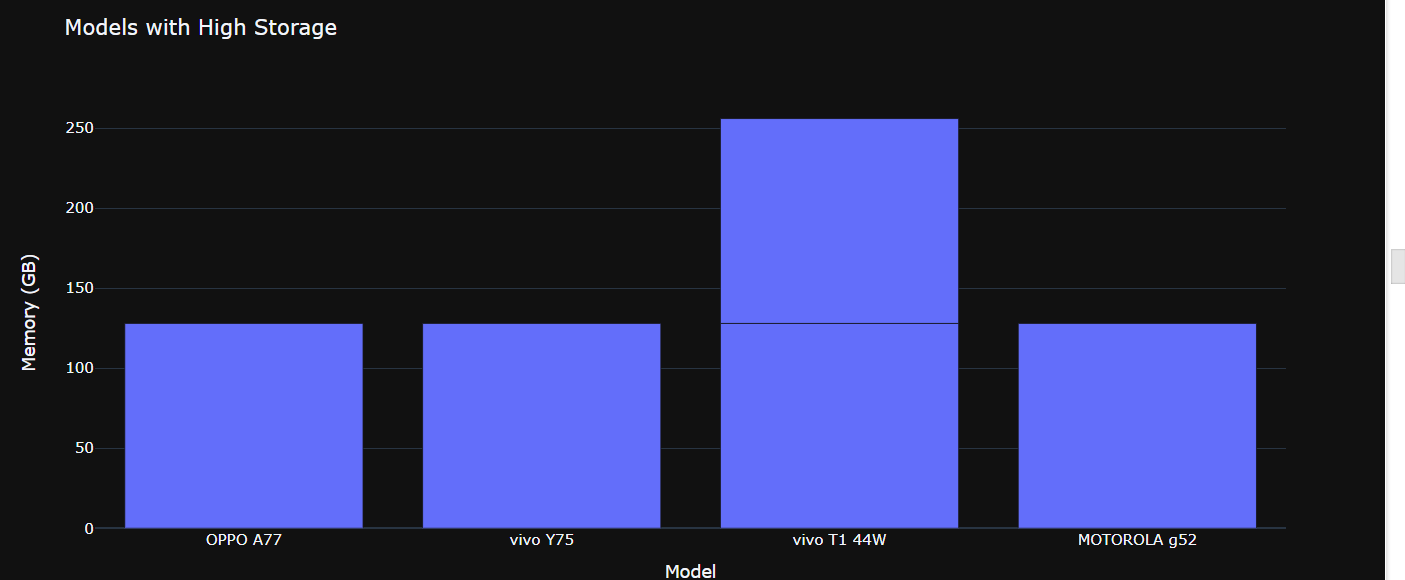 Models with High Storage
250
200
150
100
50
0
Memory (GB)
OPPO A77
vivo Y75
vivo T1 44W
MOTOROLA g52
Model